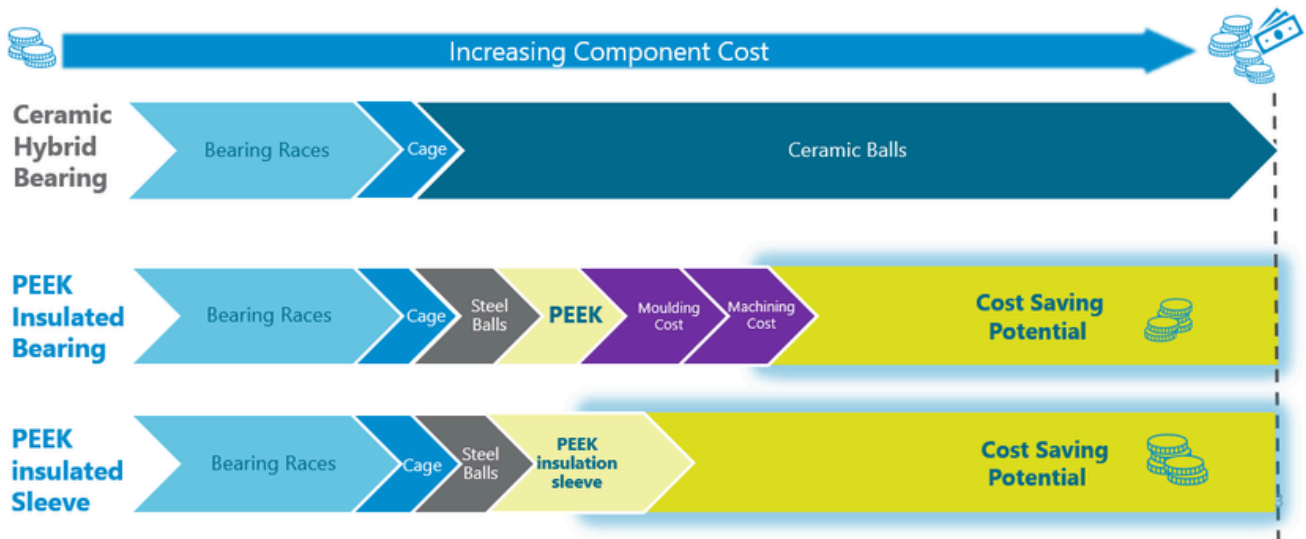 Increasing Component Cost
Ceramic
Hybrid
Bearing
Bearing Races
Cage
Ceramic Balls
PEEK
Insulated
Bearing
Bearing Races
Cage
Steel
Balls
PEEK
Moulding
Cost
Machining
Cost
Cost Saving
Potential
PEEK
insulated
Sleeve
Bearing Races
Cage
Steel
Balls
PEEK
insulation
sleeve
Cost Saving
Potential
3